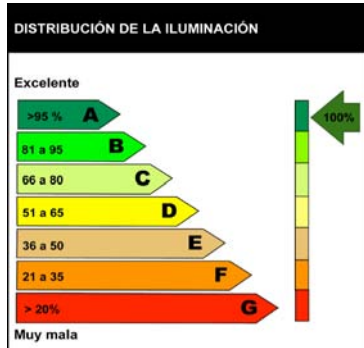 DISTRIBUCIÓN DE LA ILUMINACIÓN
Excelente
>95 % A
100%
81 a 95 B
66 a 80 C
51 a 65 D
36 a 50 E
21 a 35 F
> 20% G
Muy mala